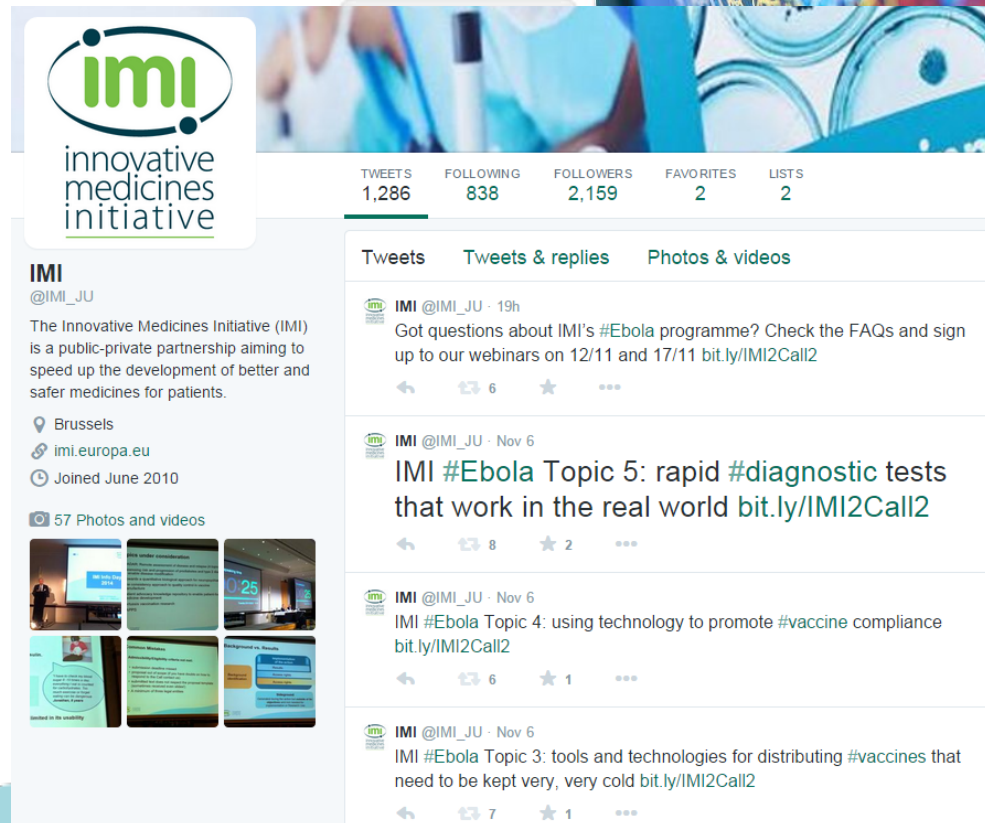 imi
innovative
medicines
initiative
TWEETS FOLLOWING FOLLOWERS FAVORITES LISTS
1,286 838 2,159 2 2
IMI
@IMI_JU
The Innovative Medicines Initiative (IMI)
is a public-private partnership aiming to
speed up the development of better and
safer medicines for patients.
Brussels
imi.europa.eu
Joined June 2010
57 Photos and videos
IMI Info Day
2014
Background vs. Results
Tweets Tweets & replies Photos & videos
IMI @IMI_JU · 19h
Got questions about IMI's #Ebola programme? Check the FAQs and sign
up to our webinars on 12/11 and 17/11 bit.ly/IMI2Call2
6
IMI @IMI_JU · Nov 6
IMI #Ebola Topic 5: rapid #diagnostic tests
that work in the real world bit.ly/IMI2Call2
8 2
IMI @IMI_JU · Nov 6
IMI #Ebola Topic 4: using technology to promote #vaccine compliance
bit.ly/IMI2Call2
6 1
IMI @IMI_JU · Nov 6
IMI #Ebola Topic 3: tools and technologies for distributing #vaccines that
need to be kept very, very cold bit.ly/IMI2Call2
7 1